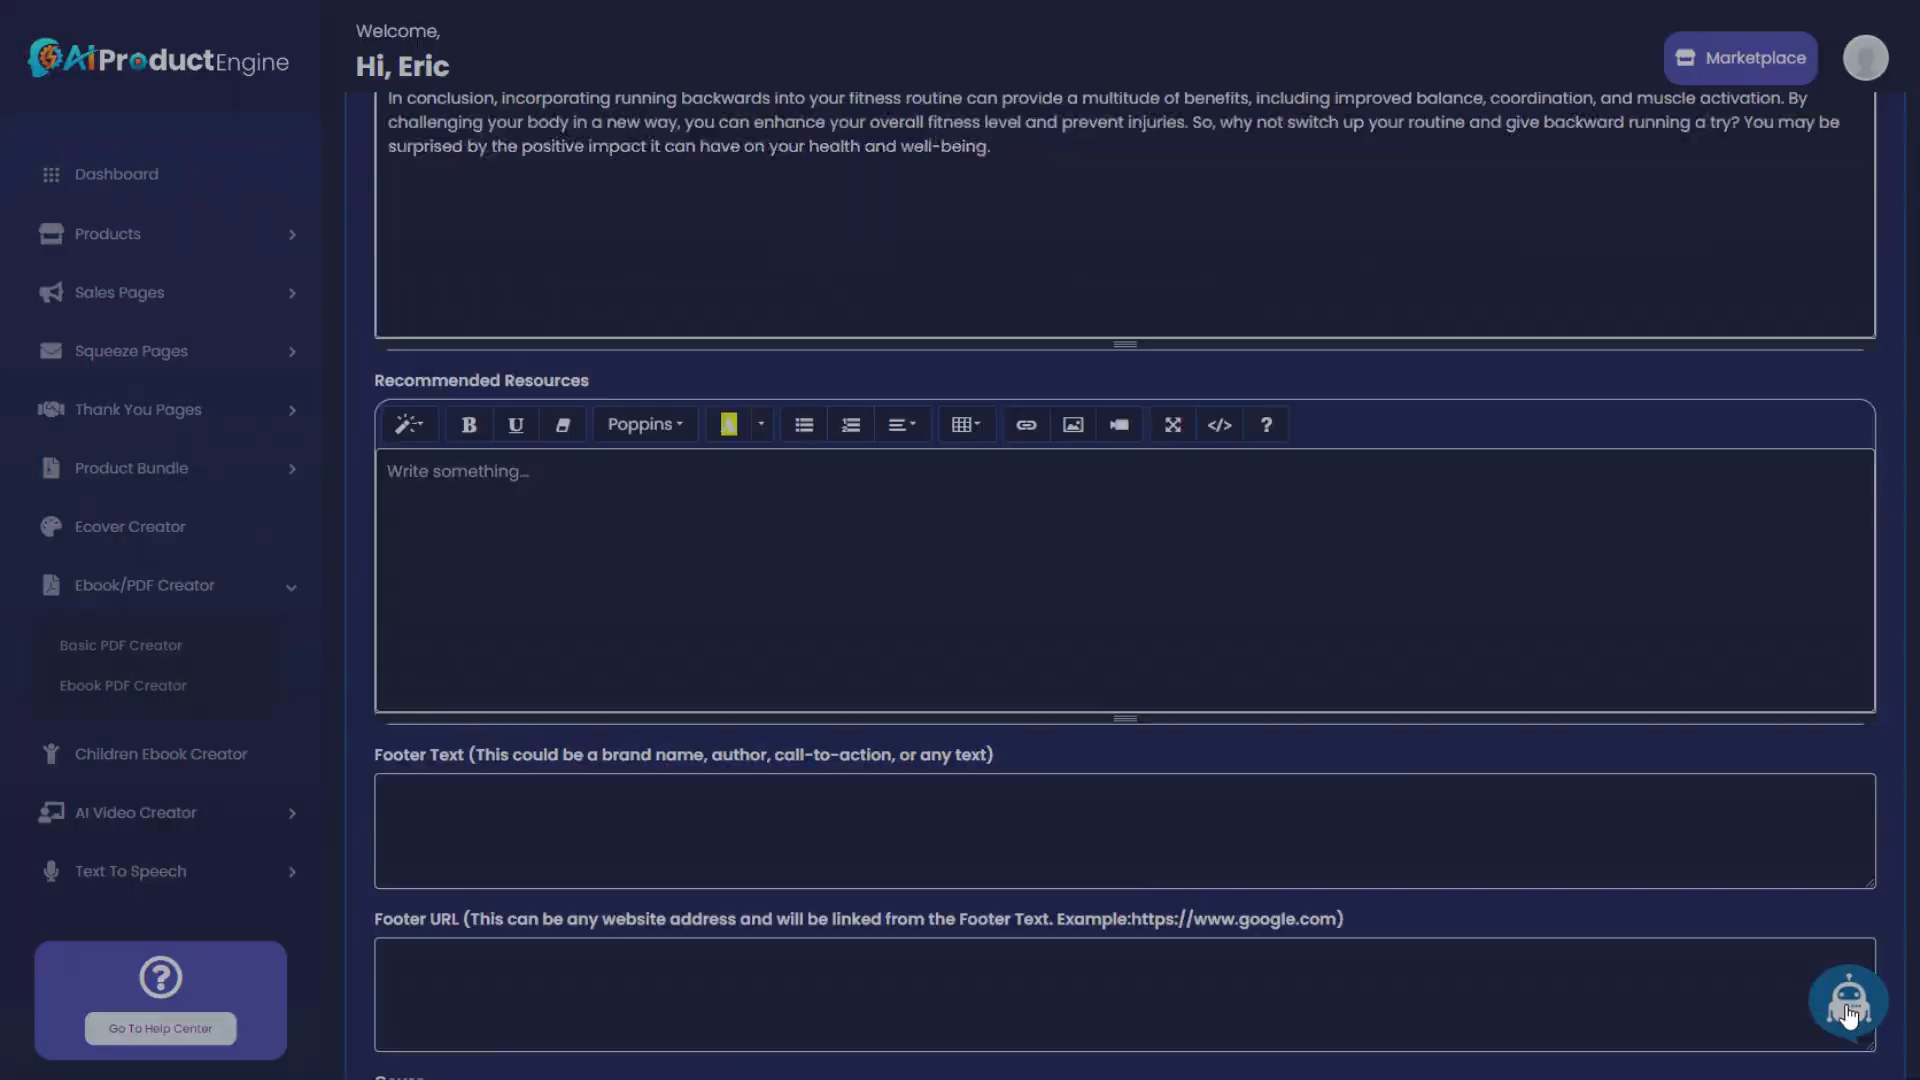 AiProductEngine
Welcome,
Hi, Eric
Marketplace
Dashboard
Products
Sales Pages
Squeeze Pages
Thank You Pages
Product Bundle
Ecover Creator
Ebook/PDF Creator
Basic PDF Creator
Ebook PDF Creator
Children Ebook Creator
AI Video Creator
Text To Speech
?
Go To Help Center
In conclusion, incorporating running backwards into your fitness routine can provide a multitude of benefits, including improved balance, coordination, and muscle activation. By
challenging your body in a new way, you can enhance your overall fitness level and prevent injuries. So, why not switch up your routine and give backward running a try? You may be
surprised by the positive impact it can have on your health and well-being.
Recommended Resources
B U Poppins A </> ?
Write something...
Footer Text (This could be a brand name, author, call-to-action, or any text)
Footer URL (This can be any website address and will be linked from the Footer Text. Example:https://www.google.com)